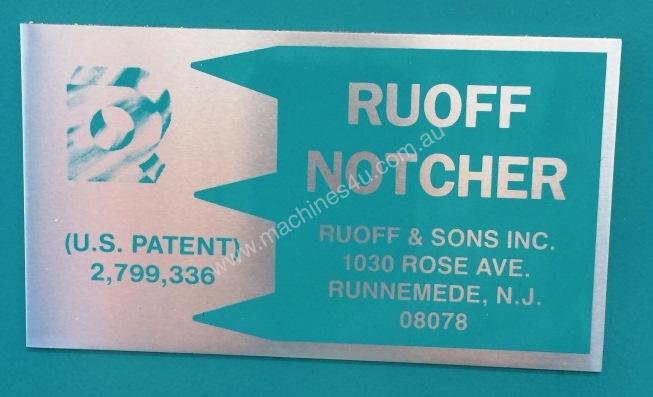 RUOFF
NOTCHER
(U.S. PATENT)
2,799,336
RUOFF & SONS INC.
1030 ROSE AVE.
RUNNEMEDE, N.J.
08078
www.machines4u.com.au